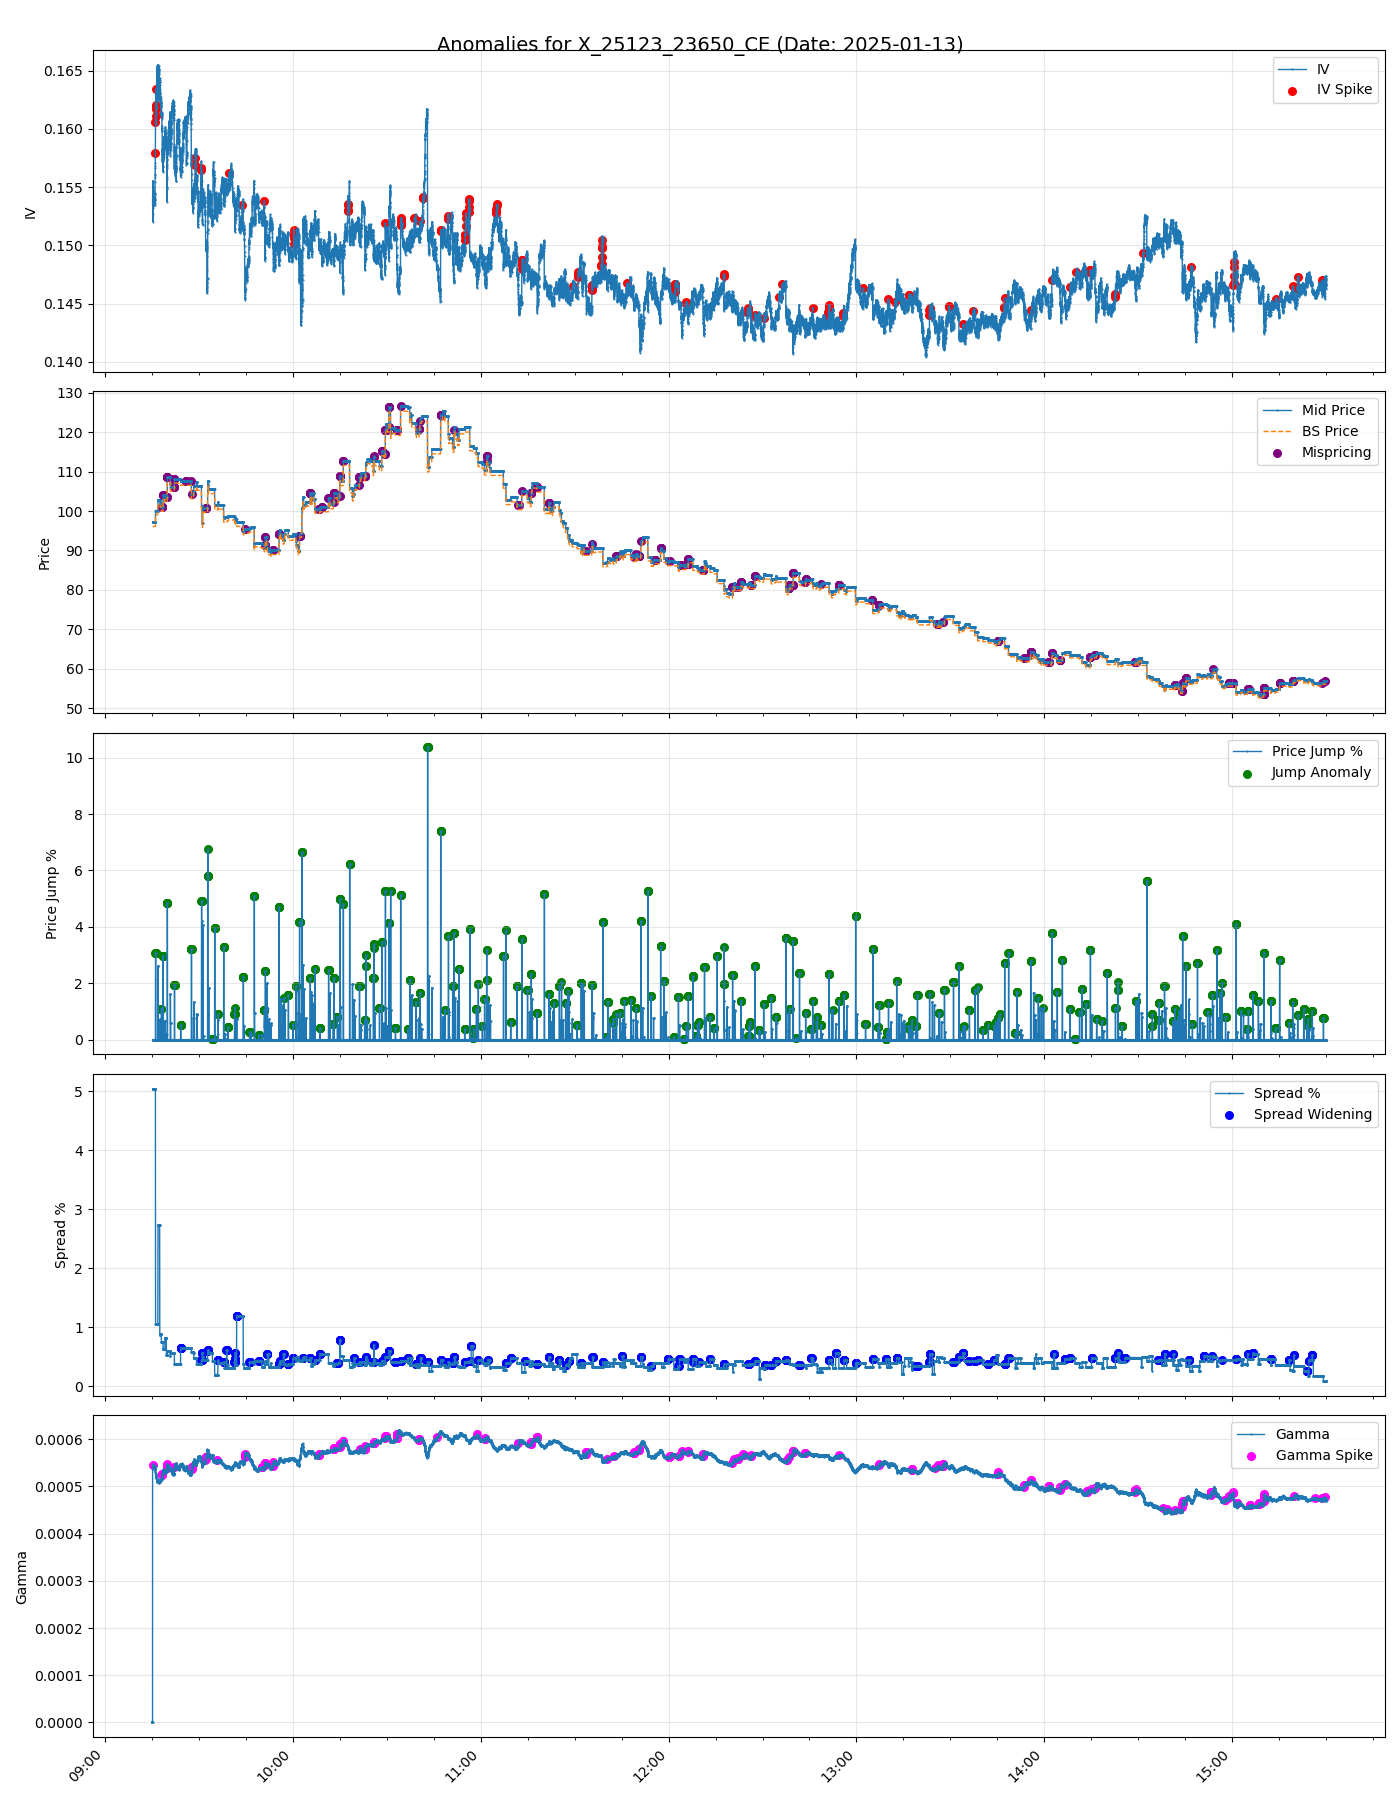 Anomalies for X_25123_23650_CE (Date: 2025-01-13)
IV
IV Spike
0.165
0.160
0.155
0.150
0.145
0.140
IV
Mid Price
BS Price
Mispricing
130
120
110
100
90
80
70
60
50
Price
Price Jump %
Jump Anomaly
10
8
6
4
2
0
Price Jump %
Spread %
Spread Widening
5
4
3
2
1
0
Spread %
Gamma
Gamma Spike
0.0006
0.0005
0.0004
0.0003
0.0002
0.0001
0.0000
Gamma
09:00
10:00
11:00
12:00
13:00
14:00
15:00